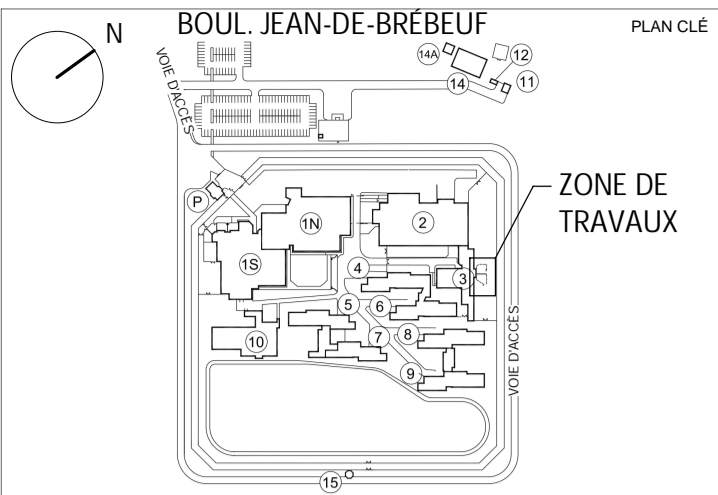 N
BOUL. JEAN-DE-BRÉBEUF
PLAN CLÉ
14A
12
VOIE D'ACCÈS
14
11
P
1N
2
ZONE DE
TRAVAUX
1S
4
3
5
6
7
8
10
9
VOIE D'ACCÈS
15